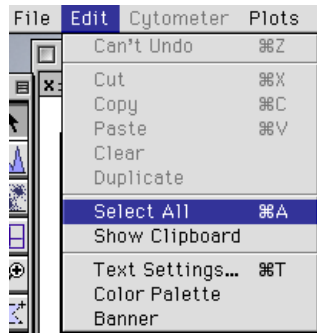 File Edit Cytometer Plots
Can't Undo ⌘Z
x:
Cut ⌘X
Copy ⌘C
Paste ⌘V
Clear
Duplicate
Select All ⌘A
Show Clipboard
Text Settings... ⌘T
Color Palette
Banner